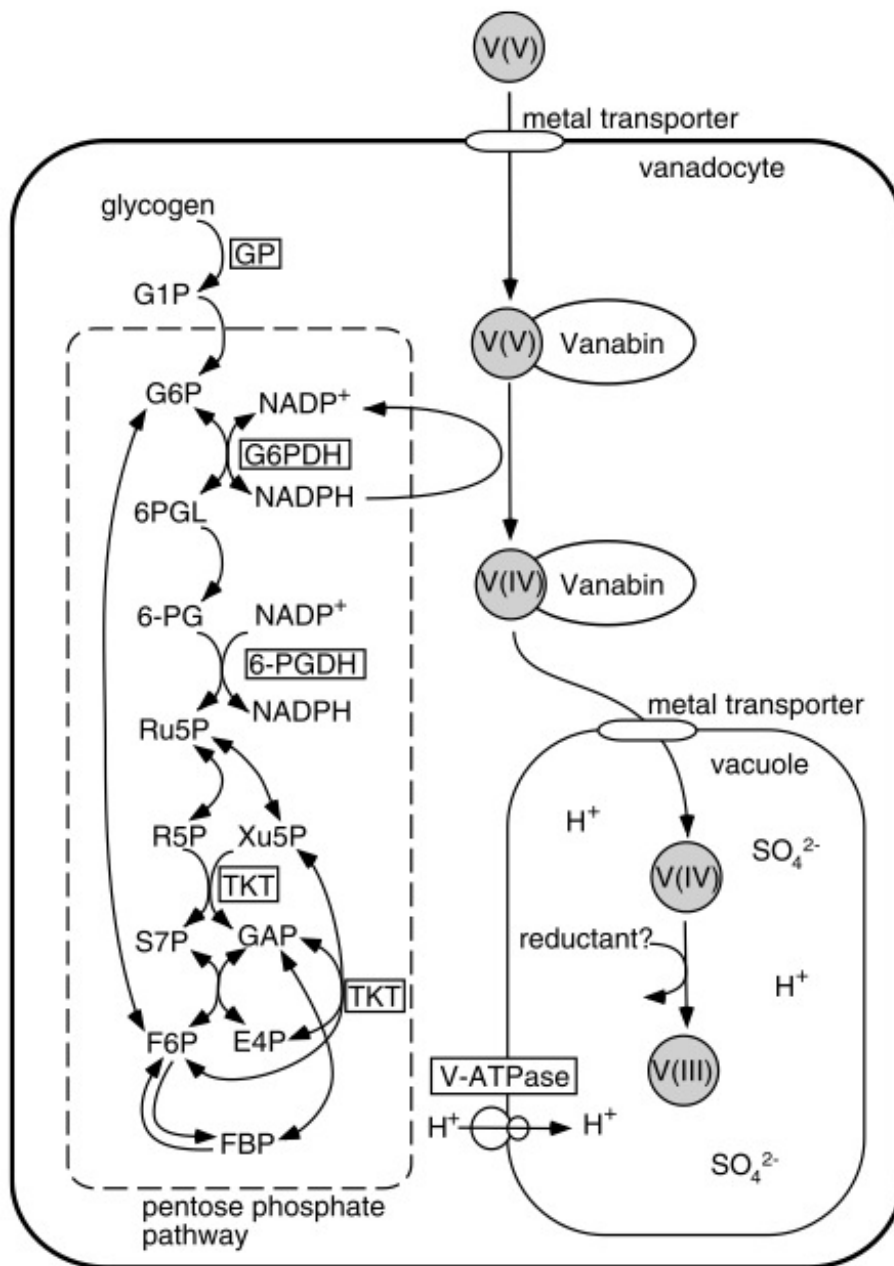 V(V)
metal transporter
vanadocyte
glycogen
GP
G1P
V(V) Vanabin
G6P NADP⁺
G6PDH
NADPH
6PGL
V(IV) Vanabin
6-PG NADP⁺
6-PGDH
NADPH
Ru5P
metal transporter
vacuole
H⁺
R5P Xu5P
SO₄²⁻
V(IV)
TKT
S7P GAP
reductant?
H⁺
TKT
F6P E4P
V(III)
V-ATPase
H⁺ H⁺
FBP
SO₄²⁻
pentose phosphate
pathway